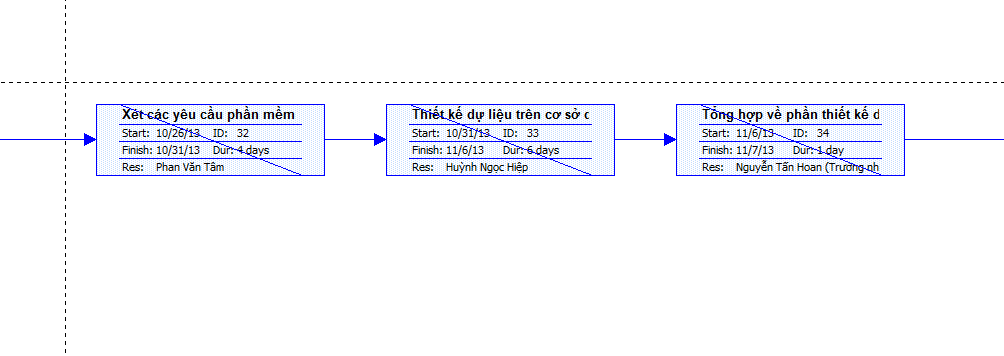 Xét các yêu cầu phần mềm
Start: 10/26/13 ID: 32
Finish: 10/31/13 Dur: 4 days
Res: Phan Văn Tâm
Thiết kế dự liệu trên cơ sở d
Start: 10/31/13 ID: 33
Finish: 11/6/13 Dur: 6 days
Res: Huỳnh Ngọc Hiệp
Tổng hợp về phần thiết kế d
Start: 11/6/13 ID: 34
Finish: 11/7/13 Dur: 1 day
Res: Nguyễn Tấn Hoan (Trưởng nh